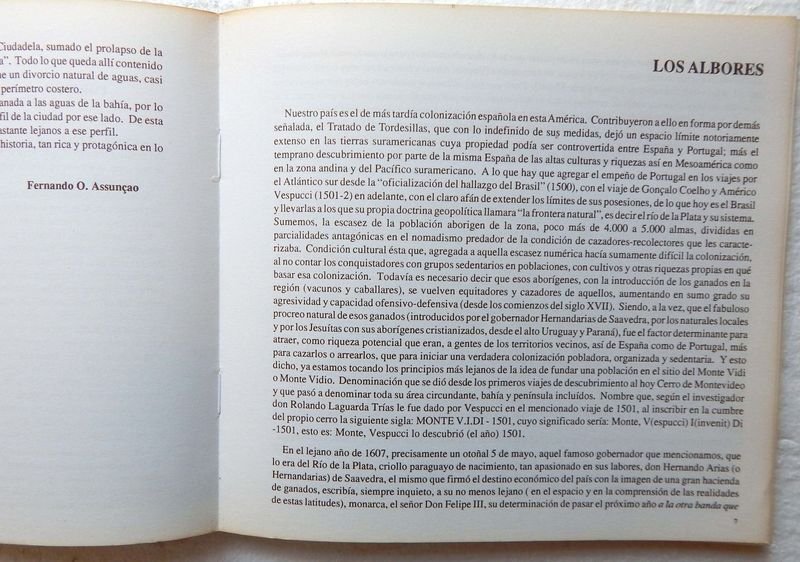 Ciudadela, sumado el prolapso de la
a". Todo lo que queda allí contenido
ne un divorcio natural de aguas, casi
perímetro costero.
anada a las aguas de la bahía, por lo
fil de la ciudad por ese lado. De esta
astante lejanos a ese perfil.
historia, tan rica y protagónica en lo
Fernando O. Assunçao
LOS ALBORES
Nuestro país es el de más tardía colonización española en esta América. Contribuyeron a ello en forma por demás
señalada, el Tratado de Tordesillas, que con lo indefinido de sus medidas, dejó un espacio límite notoriamente
extenso en las tierras suramericanas cuya propiedad podía ser controvertida entre España y Portugal; más el
temprano descubrimiento por parte de la misma España de las altas culturas y riquezas así en Mesoamérica como
en la zona andina y del Pacífico suramericano. A lo que hay que agregar el empeño de Portugal en los viajes por
el Atlántico sur desde la "oficialización del hallazgo del Brasil" (1500), con el viaje de Gonçalo Coelho y Américo
Vespucci (1501-2) en adelante, con el claro afán de extender los límites de sus posesiones, de lo que hoy es el Brasil
y llevarlas a los que su propia doctrina geopolítica llamara "la frontera natural", es decir el río de la Plata y su sistema.
Sumemos, la escasez de la población aborigen de la zona, poco más de 4.000 a 5.000 almas, divididas en
parcialidades antagónicas en el nomadismo predador de la condición de cazadores-recolectores que les caracte-
rizaba. Condición cultural ésta que, agregada a aquella escasez numérica hacía sumamente difícil la colonización,
al no contar los conquistadores con grupos sedentarios en poblaciones, con cultivos y otras riquezas propias en qué
basar esa colonización. Todavía es necesario decir que esos aborígenes, con la introducción de los ganados en la
región (vacunos y caballares), se vuelven equitadores y cazadores de aquellos, aumentando en sumo grado su
agresividad y capacidad ofensivo-defensiva (desde los comienzos del siglo XVII). Siendo, a la vez, que el fabuloso
procreo natural de esos ganados (introducidos por el gobernador Hernandarias de Saavedra, por los naturales locales
y por los Jesuítas con sus aborígenes cristianizados, desde el alto Uruguay y Paraná), fue el factor determinante para
atraer, como riqueza potencial que eran, a gentes de los territorios vecinos, así de España como de Portugal, más
para cazarlos o arrearlos, que para iniciar una verdadera colonización pobladora, organizada y sedentaria. Y esto
dicho, ya estamos tocando los principios más lejanos de la idea de fundar una población en el sitio del Monte Vidi
o Monte Vidio. Denominación que se dió desde los primeros viajes de descubrimiento al hoy Cerro de Montevideo
y que pasó a denominar toda su área circundante, bahía y península incluídos. Nombre que, según el investigador
don Rolando Laguarda Trías le fue dado por Vespucci en el mencionado viaje de 1501, al inscribir en la cumbre
del propio cerro la siguiente sigla: MONTE V.I.DI - 1501, cuyo significado sería: Monte, V(espucci) I(invenit) Di
-1501, esto es: Monte, Vespucci lo descubrió (el año) 1501.
En el lejano año de 1607, precisamente un otoñal 5 de mayo, aquel famoso gobernador que mencionamos, que
lo era del Río de la Plata, criollo paraguayo de nacimiento, tan apasionado en sus labores, don Hernando Arias (o
Hernandarias) de Saavedra, el mismo que firmó el destino económico del país con la imagen de una gran hacienda
de ganados, escribía, siempre inquieto, a su no menos lejano ( en el espacio y en la comprensión de las realidades
de estas latitudes), monarca, el señor Don Felipe III, su determinación de pasar el próximo año a la otra banda que
7